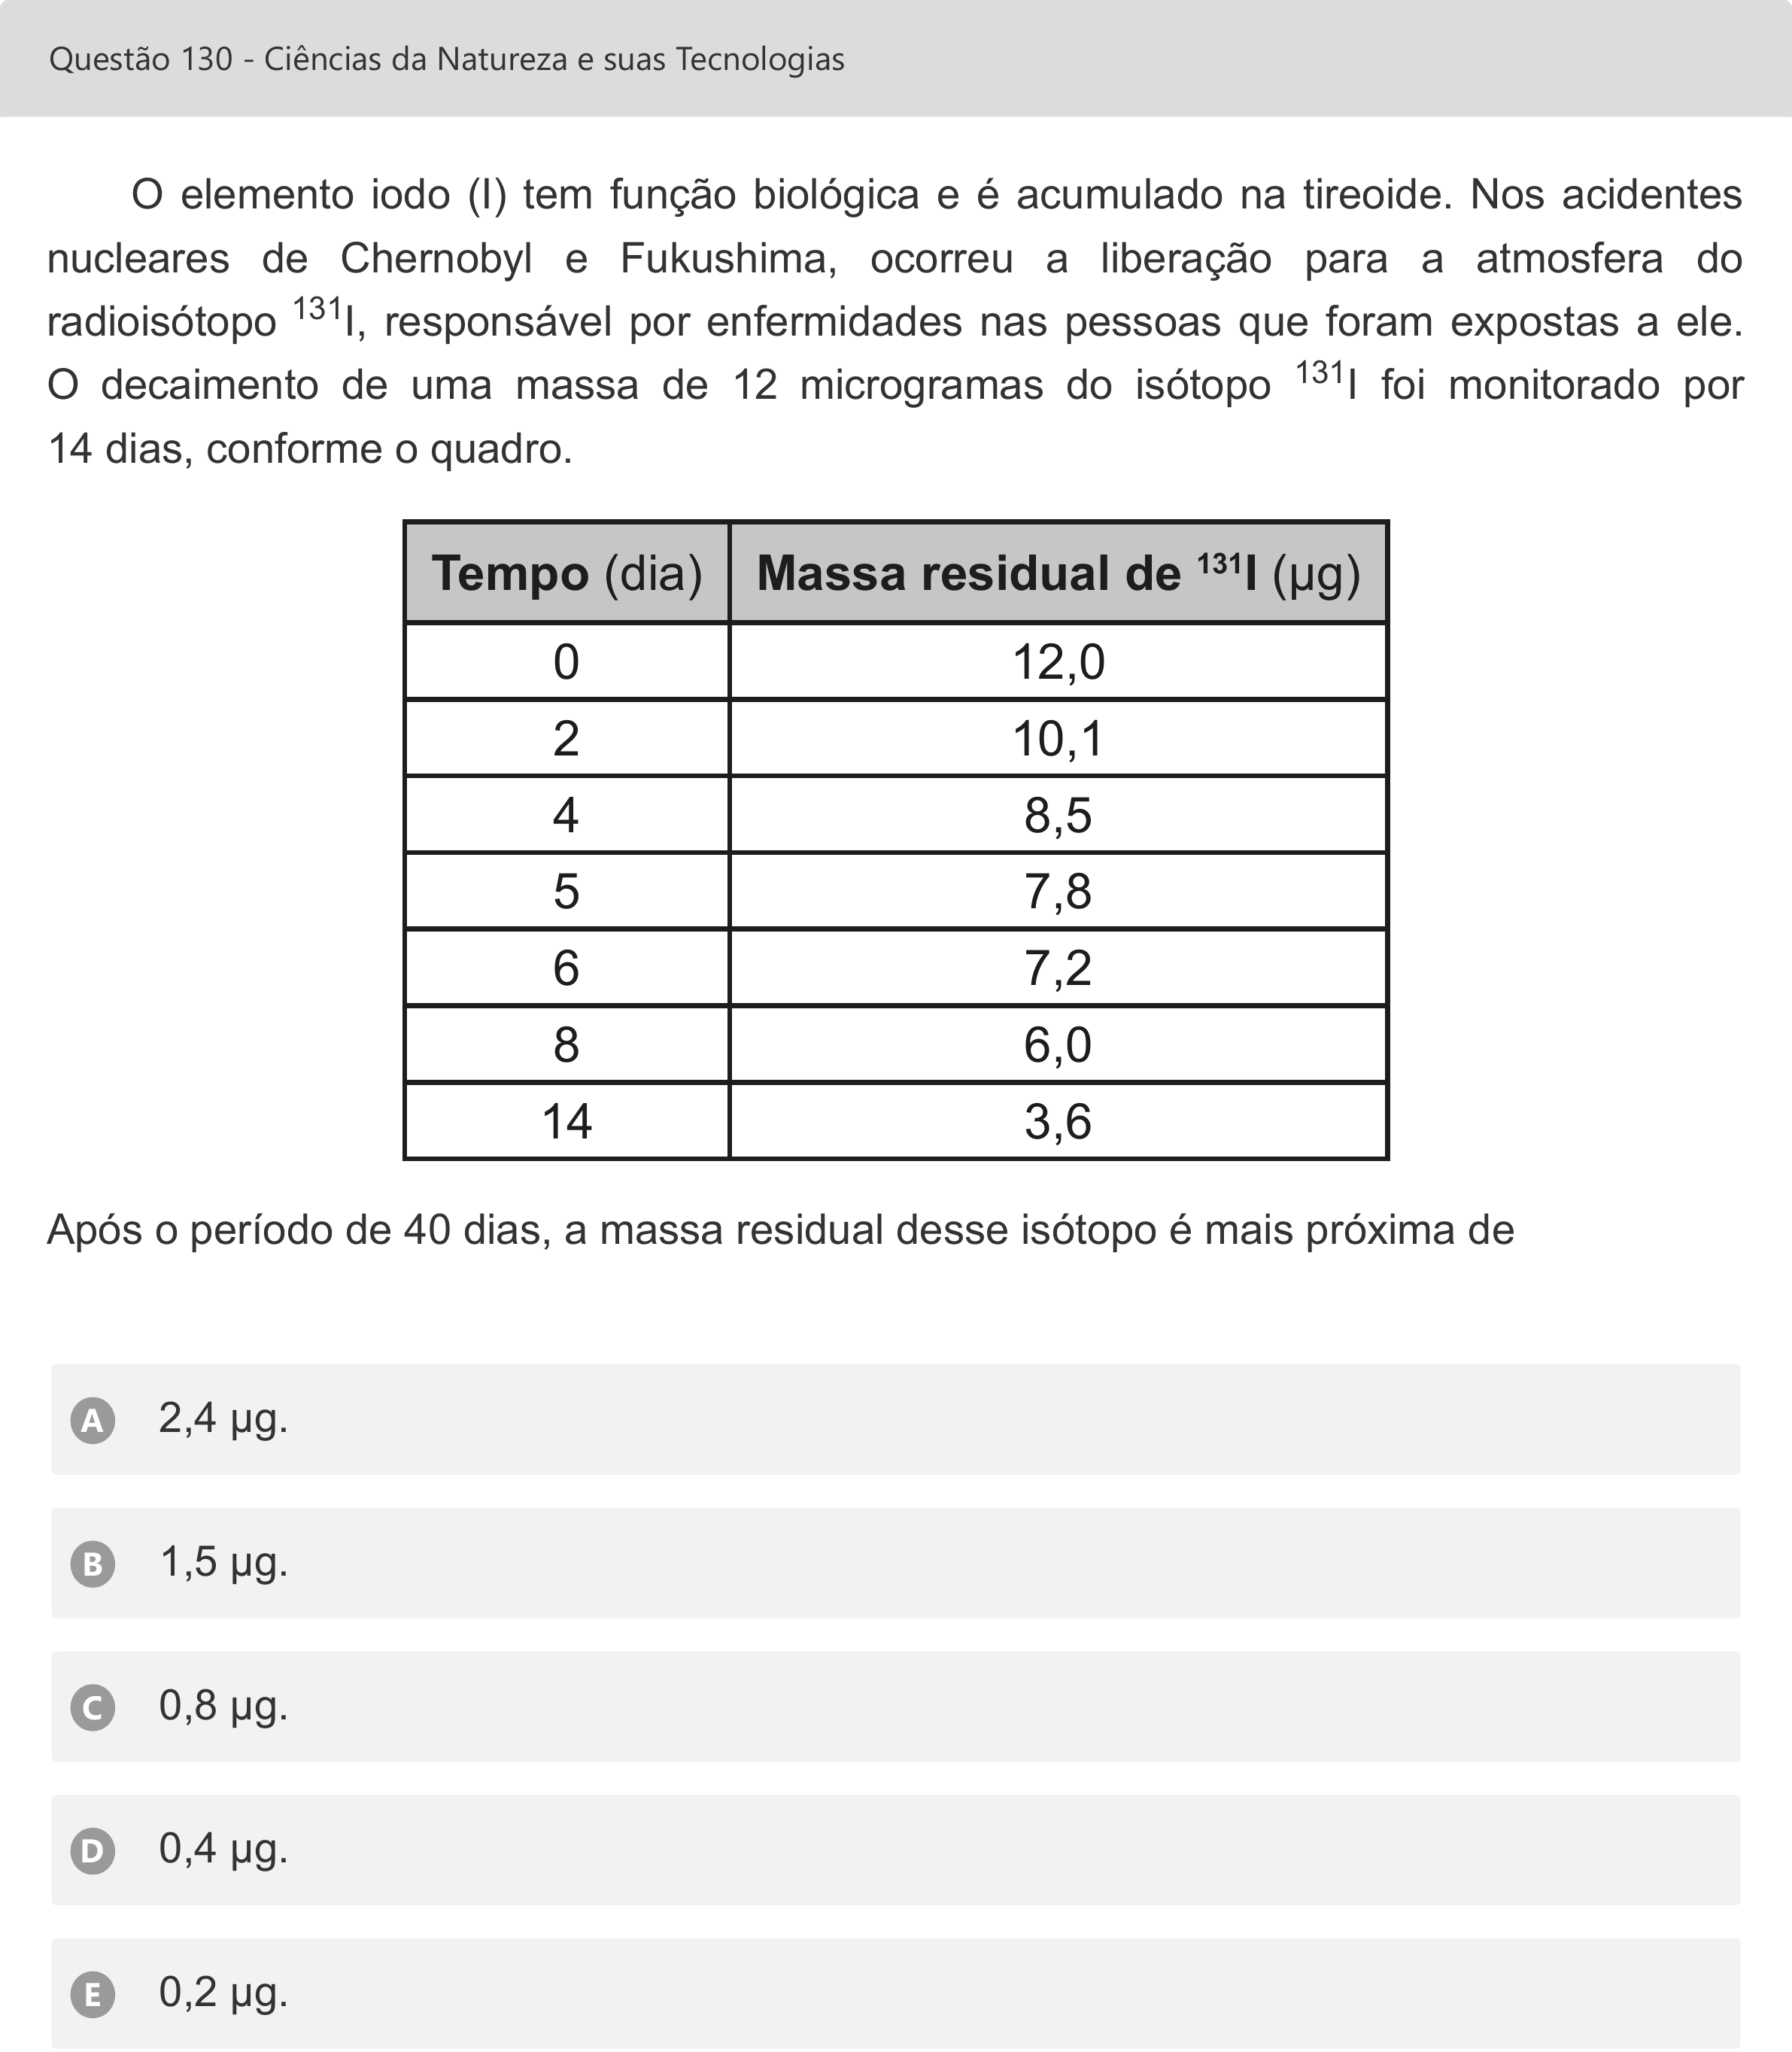 Questão 130 - Ciências da Natureza e suas Tecnologias
O elemento iodo (I) tem função biológica e é acumulado na tireoide. Nos acidentes
nucleares de Chernobyl e Fukushima, ocorreu a liberação para a atmosfera do
radioisótopo ¹³¹I, responsável por enfermidades nas pessoas que foram expostas a ele.
O decaimento de uma massa de 12 microgramas do isótopo ¹³¹I foi monitorado por
14 dias, conforme o quadro.
Tempo (dia) Massa residual de ¹³¹I (µg)
0 12,0
2 10,1
4 8,5
5 7,8
6 7,2
8 6,0
14 3,6
Após o período de 40 dias, a massa residual desse isótopo é mais próxima de
A 2,4 µg.
B 1,5 µg.
C 0,8 µg.
D 0,4 µg.
E 0,2 µg.